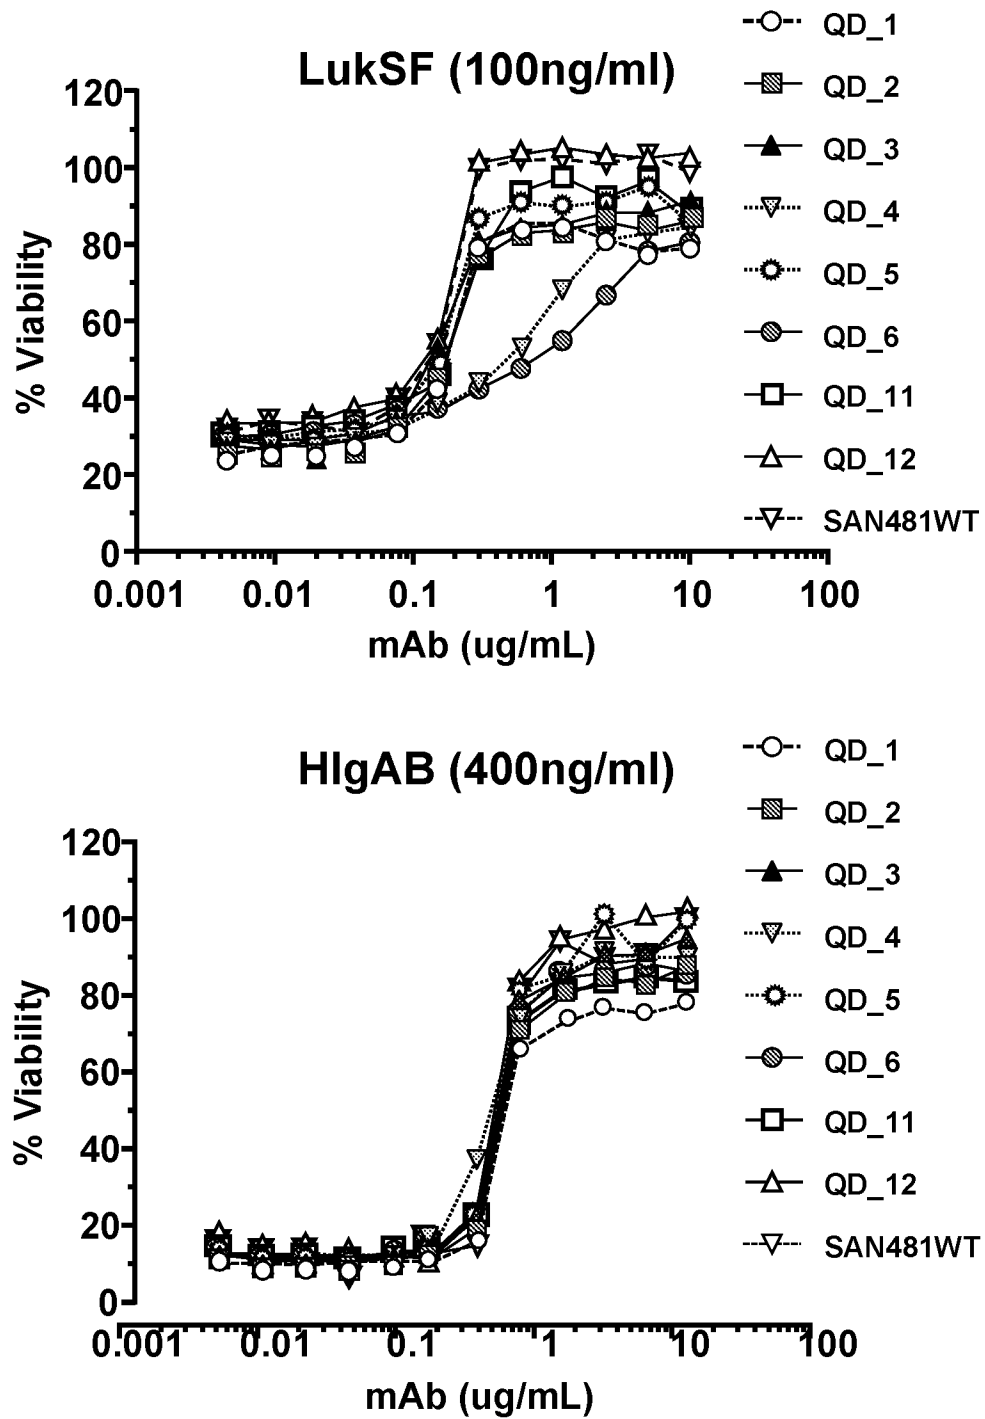 LukSF (100ng/ml)
120
100
80
60
40
20
0
% Viability
0.001 0.01 0.1 1 10 100
mAb (ug/mL)
QD_1
QD_2
QD_3
QD_4
QD_5
QD_6
QD_11
QD_12
SAN481WT
HlgAB (400ng/ml)
120
100
80
60
40
20
0
% Viability
0.001 0.01 0.1 1 10 100
mAb (ug/mL)
QD_1
QD_2
QD_3
QD_4
QD_5
QD_6
QD_11
QD_12
SAN481WT